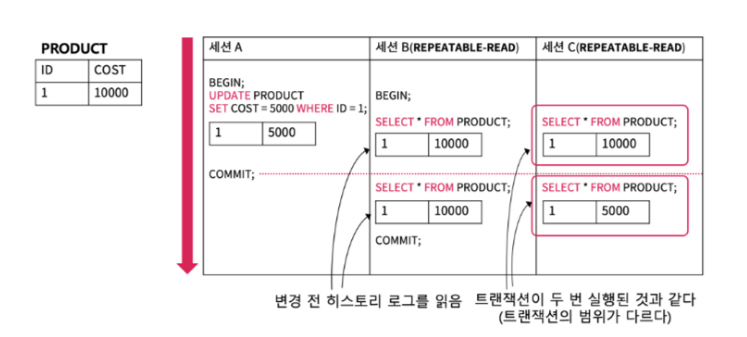 PRODUCT
ID COST
1 10000
세션 A
BEGIN;
UPDATE PRODUCT
SET COST = 5000 WHERE ID = 1;
1 5000
COMMIT;
세션 B(REPEATABLE-READ)
BEGIN;
SELECT * FROM PRODUCT;
1 10000
SELECT * FROM PRODUCT;
1 10000
COMMIT;
세션 C(REPEATABLE-READ)
SELECT * FROM PRODUCT;
1 10000
SELECT * FROM PRODUCT;
1 5000
변경 전 히스토리 로그를 읽음
트랜잭션이 두 번 실행된 것과 같다
(트랜잭션의 범위가 다르다)